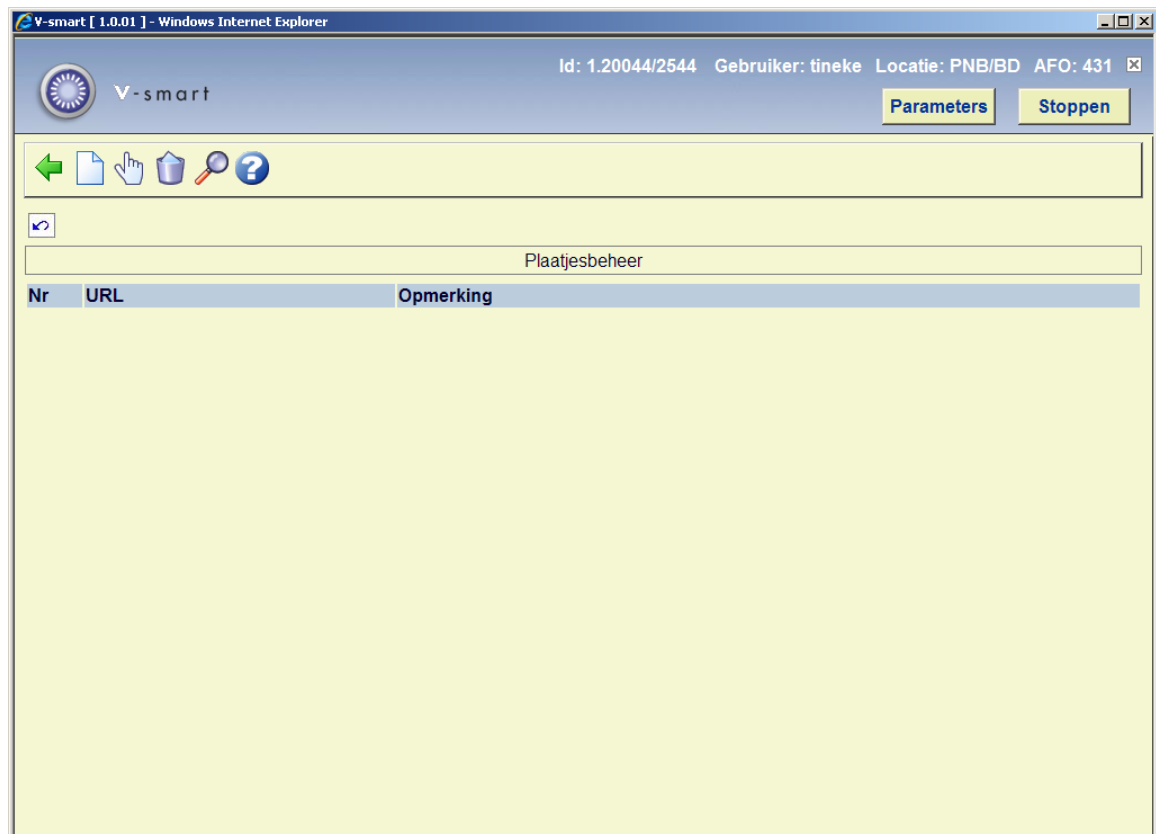 V-smart [ 1.0.01 ] - Windows Internet Explorer
Id: 1.20044/2544 Gebruiker: tineke Locatie: PNB/BD AFO: 431
V-smart
Parameters Stoppen
Plaatjesbeheer
Nr URL Opmerking